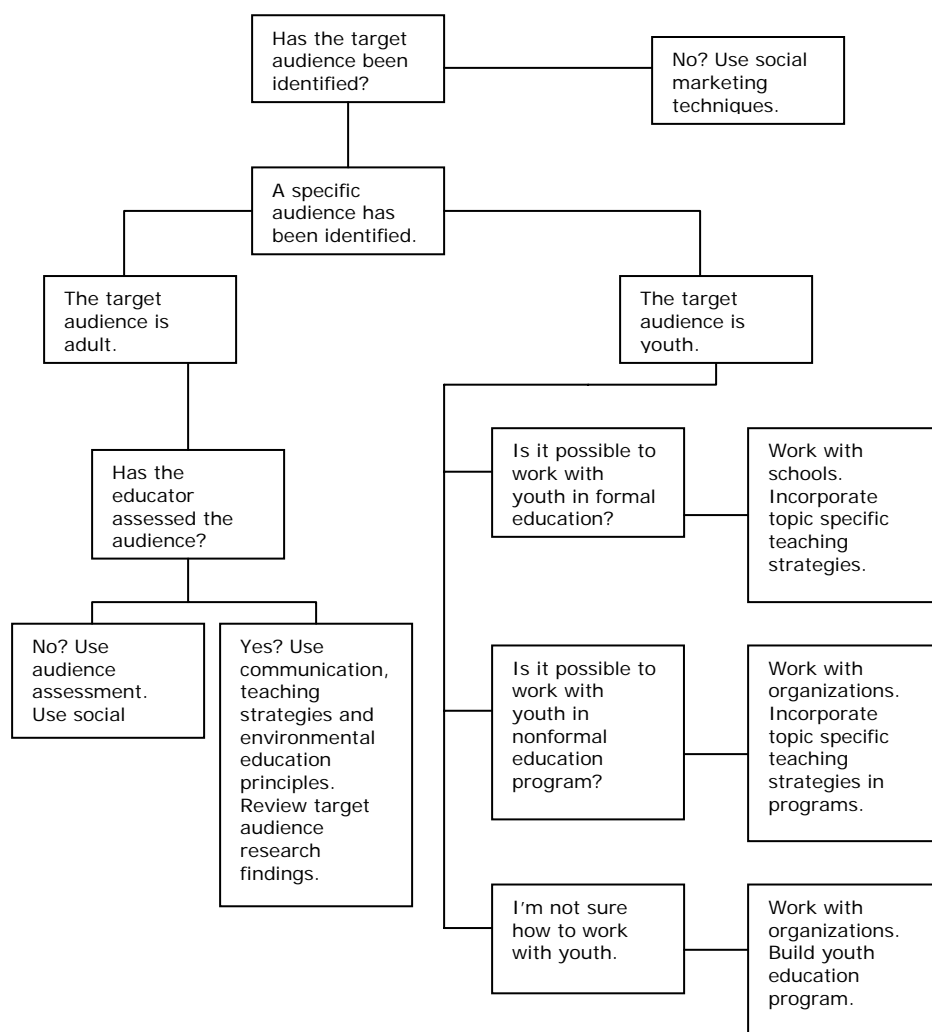 Has the target
audience been
identified?
No? Use social
marketing
techniques.
A specific
audience has
been identified.
The target
audience is
adult.
The target
audience is
youth.
Has the
educator
assessed the
audience?
No? Use
audience
assessment.
Use social
Yes? Use
communication,
teaching
strategies and
environmental
education
principles.
Review target
audience
research
findings.
Is it possible to
work with
youth in formal
education?
Work with
schools.
Incorporate
topic specific
teaching
strategies.
Is it possible to
work with
youth in
nonformal
education
program?
Work with
organizations.
Incorporate
topic specific
teaching
strategies in
programs.
I'm not sure
how to work
with youth.
Work with
organizations.
Build youth
education
program.